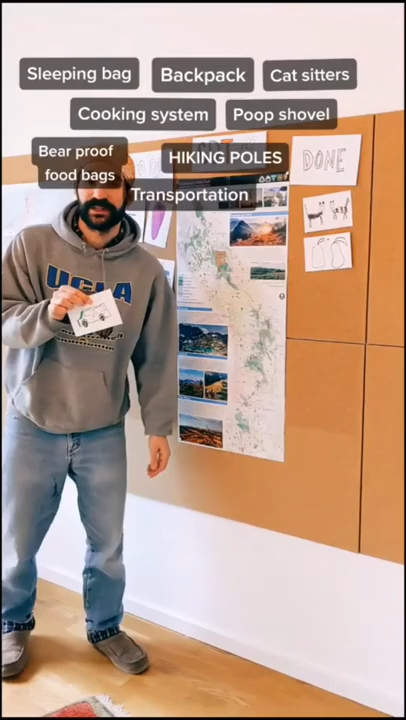 Sleeping bag
Backpack
Cat sitters
Cooking system
Poop shovel
Bear proof
food bags
HIKING POLES
Transportation
DONE
UCLA